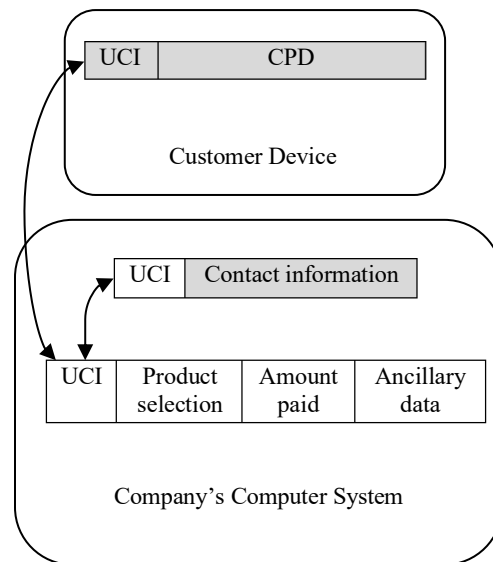 UCI CPD
Customer Device
UCI Contact information
UCI Product selection Amount paid Ancillary data
Company's Computer System